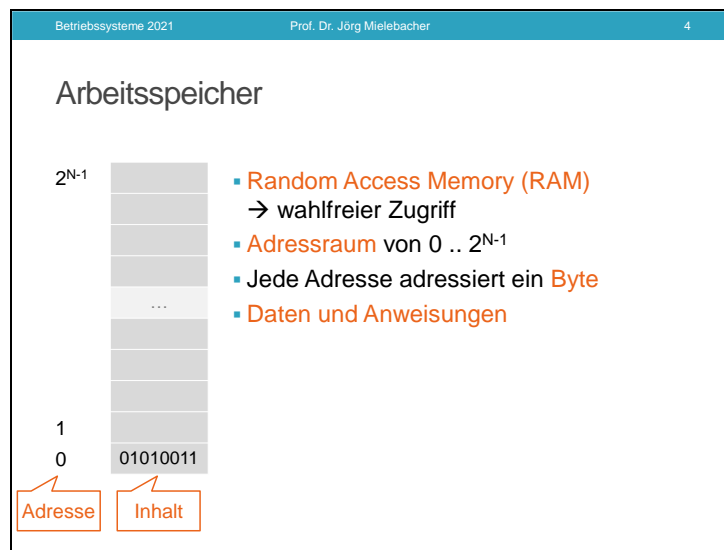 Betriebssysteme 2021 Prof. Dr. Jörg Mielebacher 4
Arbeitsspeicher
2^N-1
▪ Random Access Memory (RAM)
→ wahlfreier Zugriff
▪ Adressraum von 0 .. 2^N-1
▪ Jede Adresse adressiert ein Byte
▪ Daten und Anweisungen
...
1
0 01010011
Adresse Inhalt